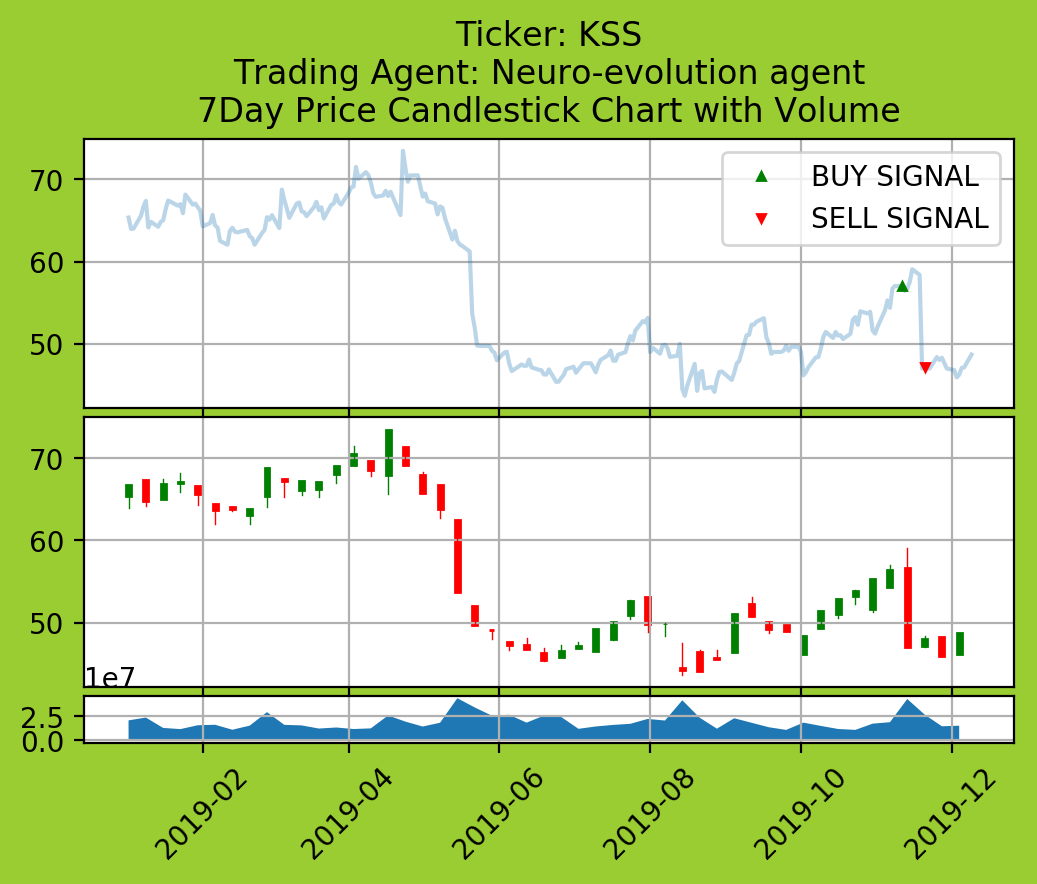 Ticker: KSS
Trading Agent: Neuro-evolution agent
7Day Price Candlestick Chart with Volume
70
60
50
BUY SIGNAL
SELL SIGNAL
70
60
50
1e7
2.5
0.0
2019-02
2019-04
2019-06
2019-08
2019-10
2019-12